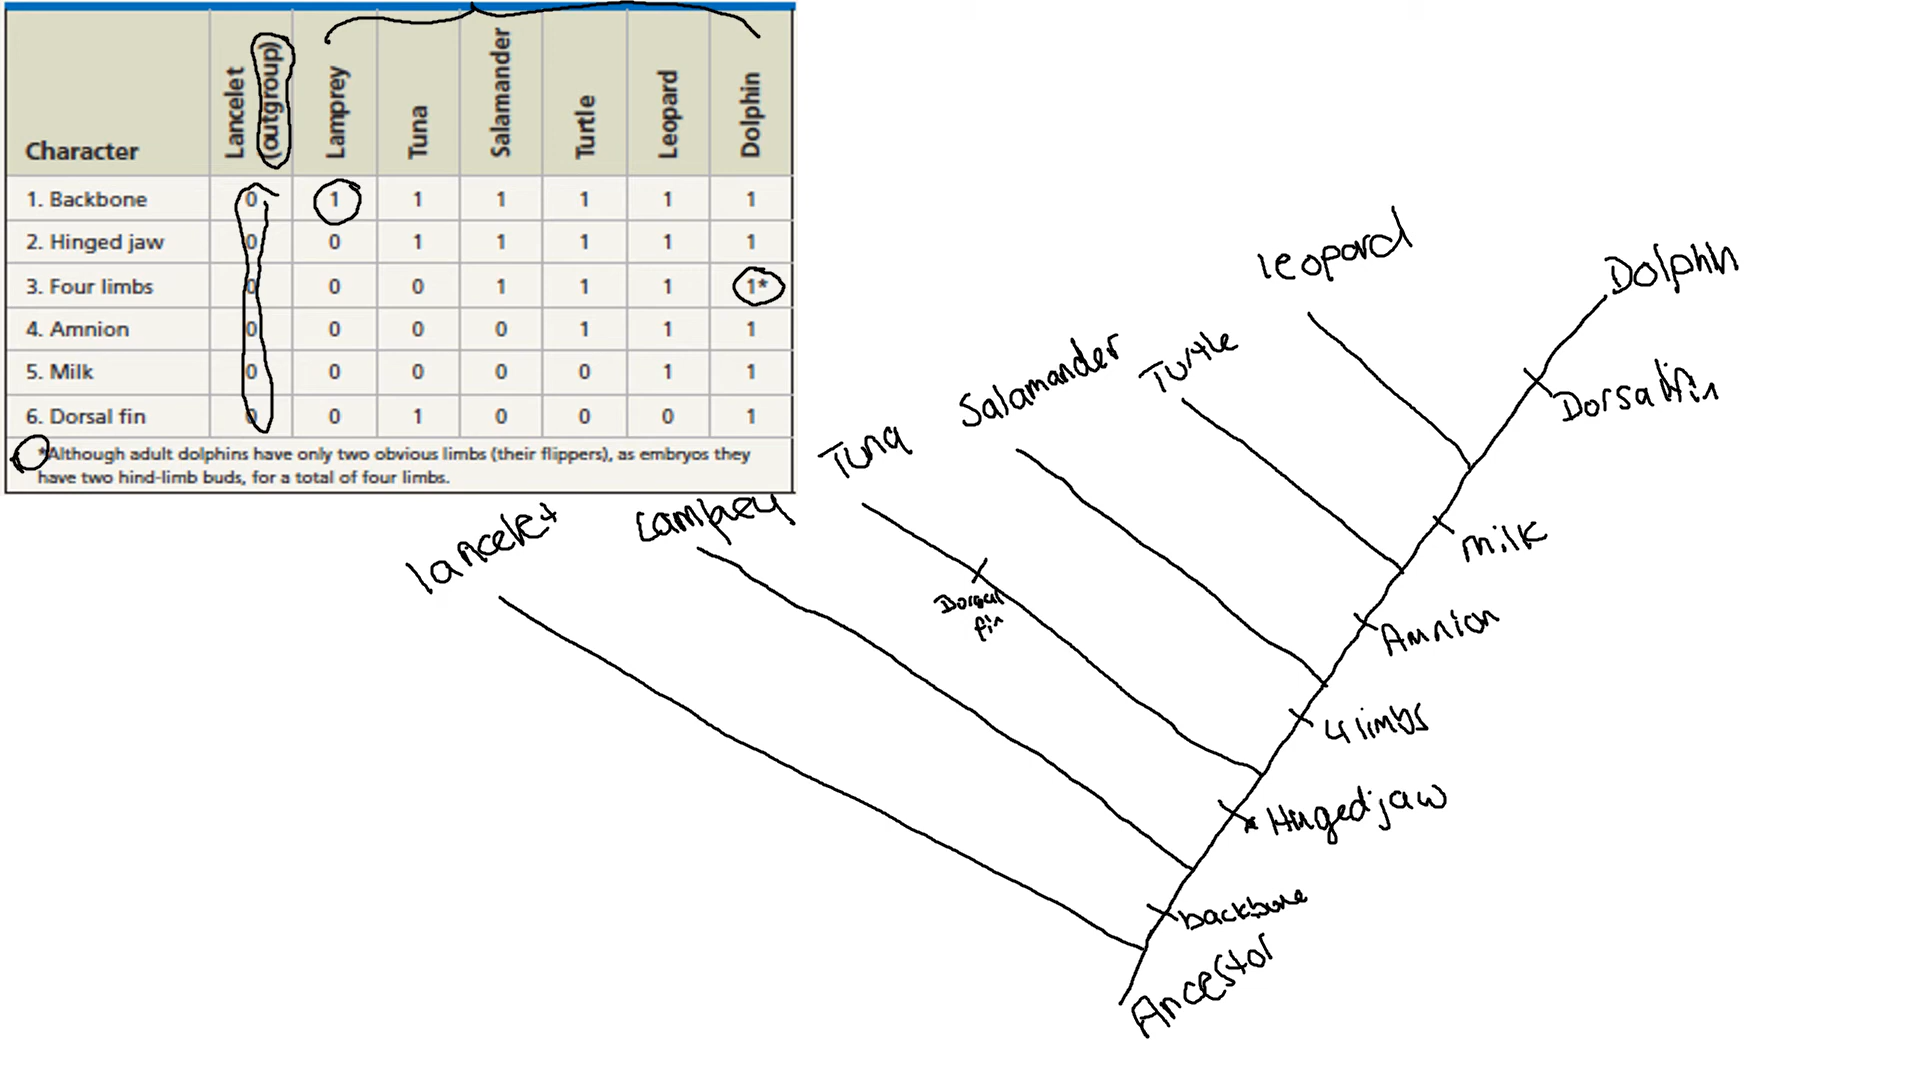 Character Lancelet (outgroup) Lamprey Tuna Salamander Turtle Leopard Dolphin
1. Backbone 0 1 1 1 1 1 1
2. Hinged jaw 0 0 1 1 1 1 1
3. Four limbs 0 0 0 1 1 1 1*
4. Amnion 0 0 0 0 1 1 1
5. Milk 0 0 0 0 0 1 1
6. Dorsal fin 0 0 1 0 0 0 1
*Although adult dolphins have only two obvious limbs (their flippers), as embryos they
have two hind-limb buds, for a total of four limbs.
lancelet
Lamprey
Tuna
Salamander
Turtle
leopard
Dolphin
Dorsal fin
Dorsal
fin
milk
Amnion
4 limbs
Hinged jaw
backbone
Ancestor